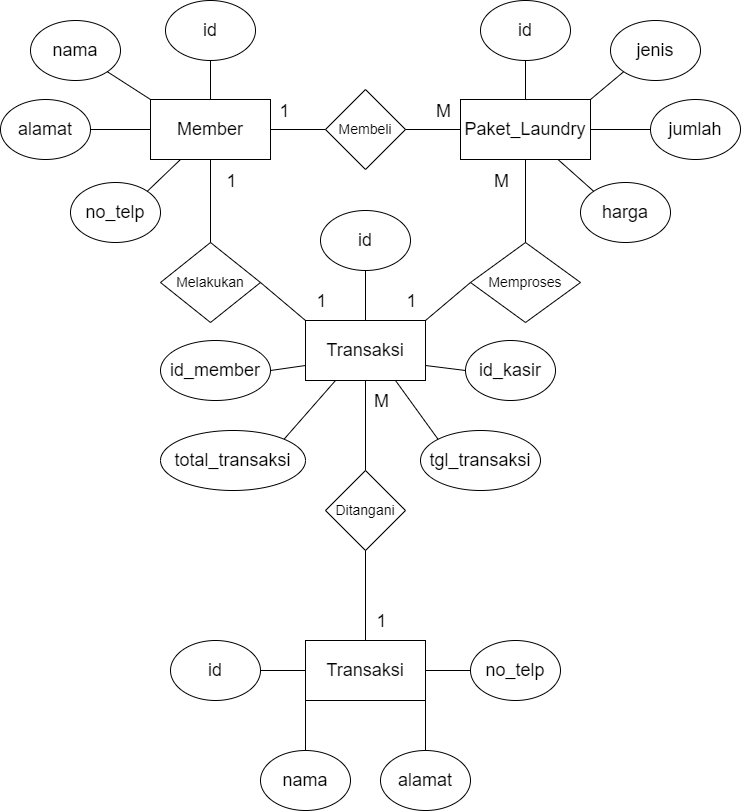 id
id
nama
jenis
1
M
alamat
Member
Membeli
Paket_Laundry
jumlah
1
M
no_telp
harga
id
Melakukan
Memproses
1
1
Transaksi
id_member
id_kasir
M
total_transaksi
tgl_transaksi
Ditangani
1
id
Transaksi
no_telp
nama
alamat